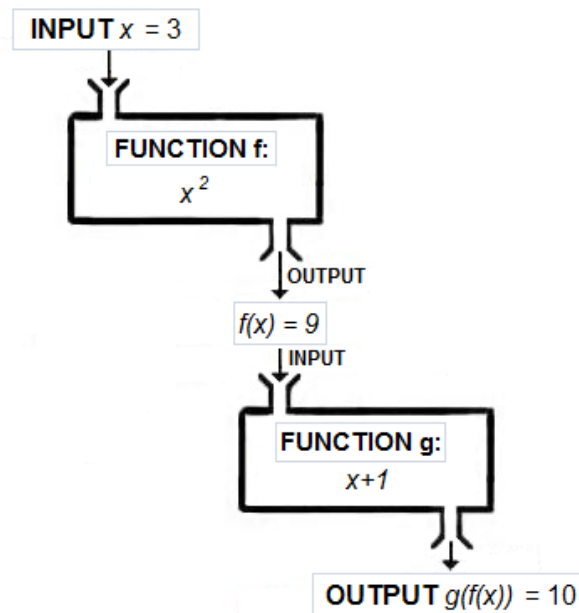 INPUT x = 3
FUNCTION f:
x²
OUTPUT
f(x) = 9
INPUT
FUNCTION g:
x+1
OUTPUT g(f(x)) = 10